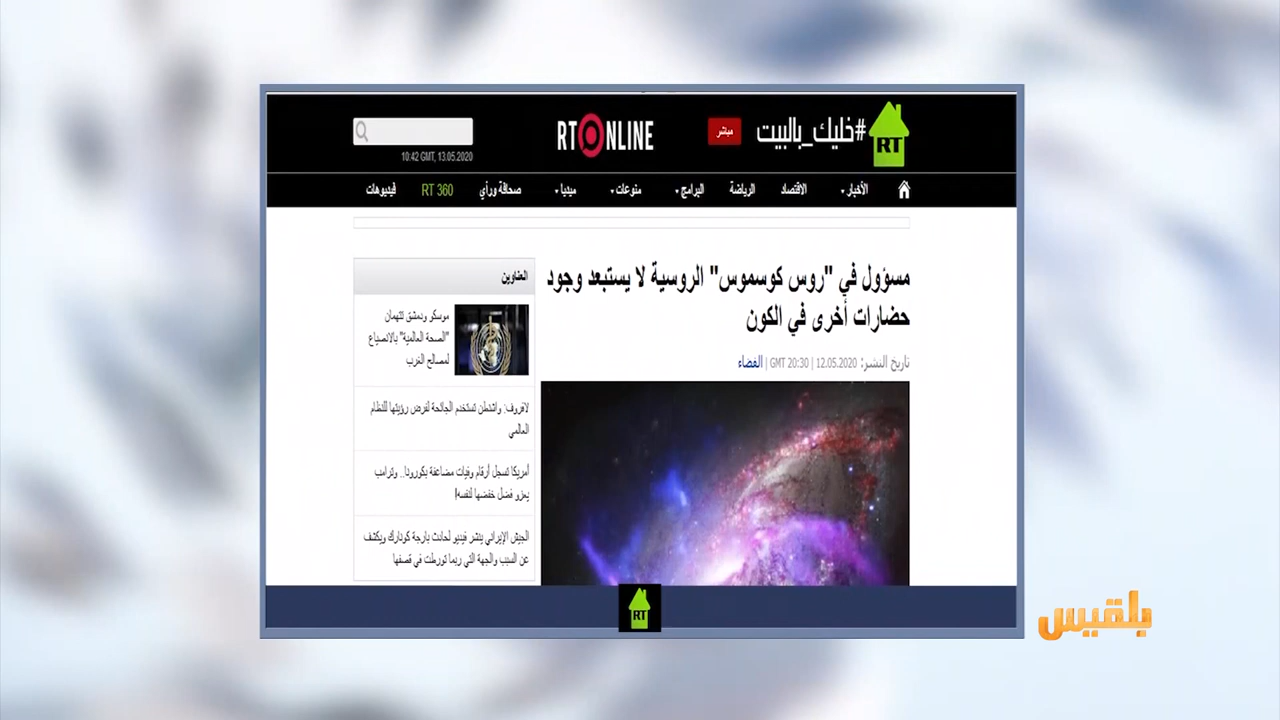 #خليك_بالبيت
RT
مباشر
RT ONLINE
10:42 GMT, 13.05.2020
الأخبار
الاقتصاد
الرياضة
البرامج
منوعات
ميديا
صحافة ورأي
RT 360
فيديوهات
مسؤول في "روس كوسموس" الروسية لا يستبعد وجود
حضارات أخرى في الكون
تاريخ النشر: 12.05.2020 | 20:30 GMT | الفضاء
العناوين
موسكو ودمشق تتهمان
"الصحة العالمية" بالانصياع
لمصالح الغرب
لافروف: واشنطن تستخدم الجائحة لفرض رؤيتها للنظام
العالمي
أمريكا تسجل أرقام وفيات مضاعفة بكورونا.. وترامب
يعزو فضل خفضها لنفسه!
الجيش الإيراني ينشر فيديو لحادث بارجة كونارك ويكشف
عن السبب والجهة التي ربما تورطت في قصفها
RT
بلقيس